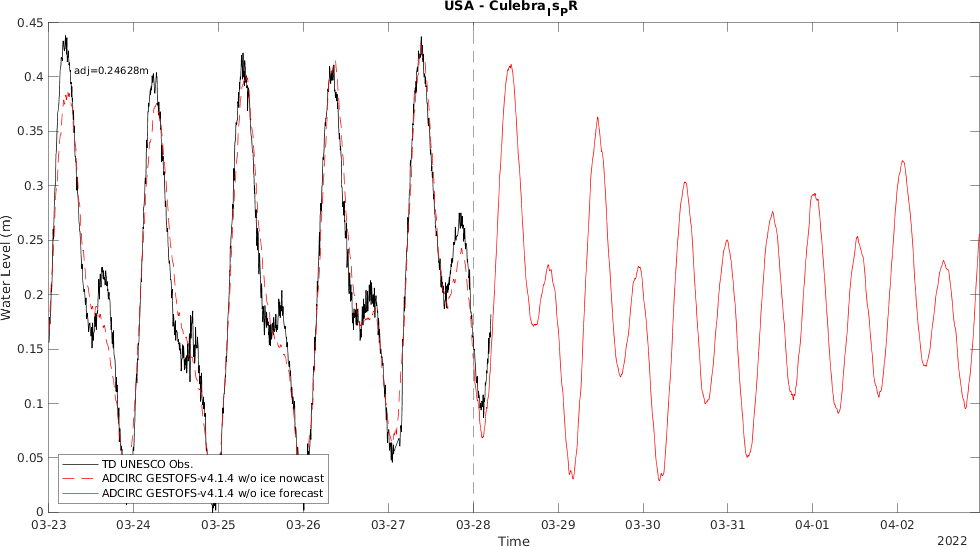 USA - Culebra_Is_PR
0.45
0.4
0.35
0.3
0.25
0.2
0.15
0.1
0.05
0
Water Level (m)
adj=0.24628m
TD UNESCO Obs.
ADCIRC GESTOFS-v4.1.4 w/o ice nowcast
ADCIRC GESTOFS-v4.1.4 w/o ice forecast
03-23 03-24 03-25 03-26 03-27 03-28 03-29 03-30 03-31 04-01 04-02
Time
2022